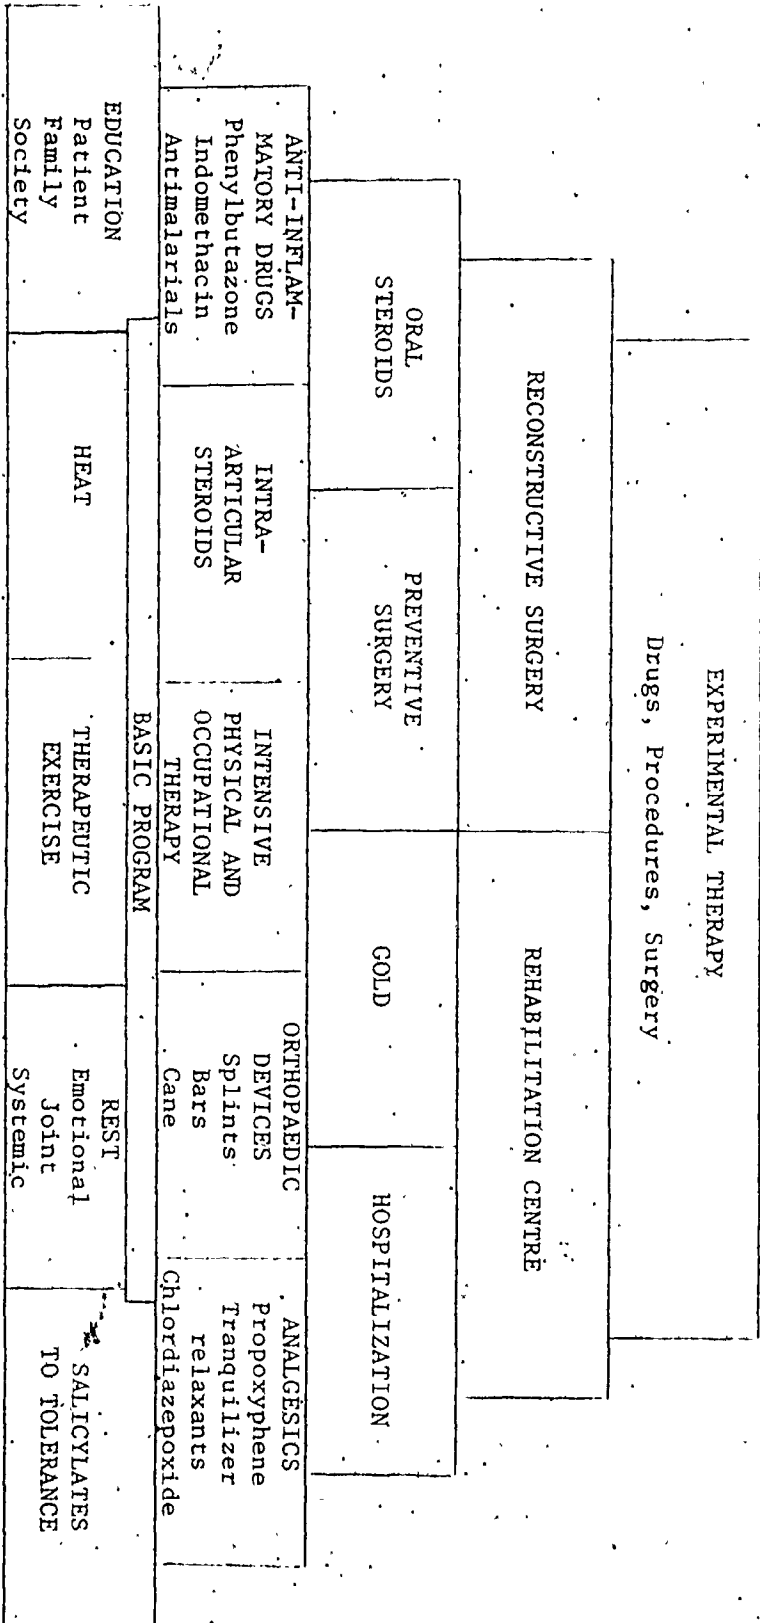 EXPERIMENTAL THERAPY
Drugs, Procedures, Surgery
RECONSTRUCTIVE SURGERY
REHABILITATION CENTRE
ORAL
STEROIDS
PREVENTIVE
SURGERY
GOLD
HOSPITALIZATION
ANTI-INFLAM-
MATORY DRUGS
Phenylbutazone
Indomethacin
Antimalarials
INTRA-
ARTICULAR
STEROIDS
INTENSIVE
PHYSICAL AND
OCCUPATIONAL
THERAPY
ORTHOPAEDIC
DEVICES
Splints
Bars
Cane
ANALGESICS
Propoxyphene
Tranquilizer
relaxants
Chlordiazepoxide
BASIC PROGRAM
EDUCATION
Patient
Family
Society
HEAT
THERAPEUTIC
EXERCISE
REST
Emotional
Joint
Systemic
SALICYLATES
TO TOLERANCE